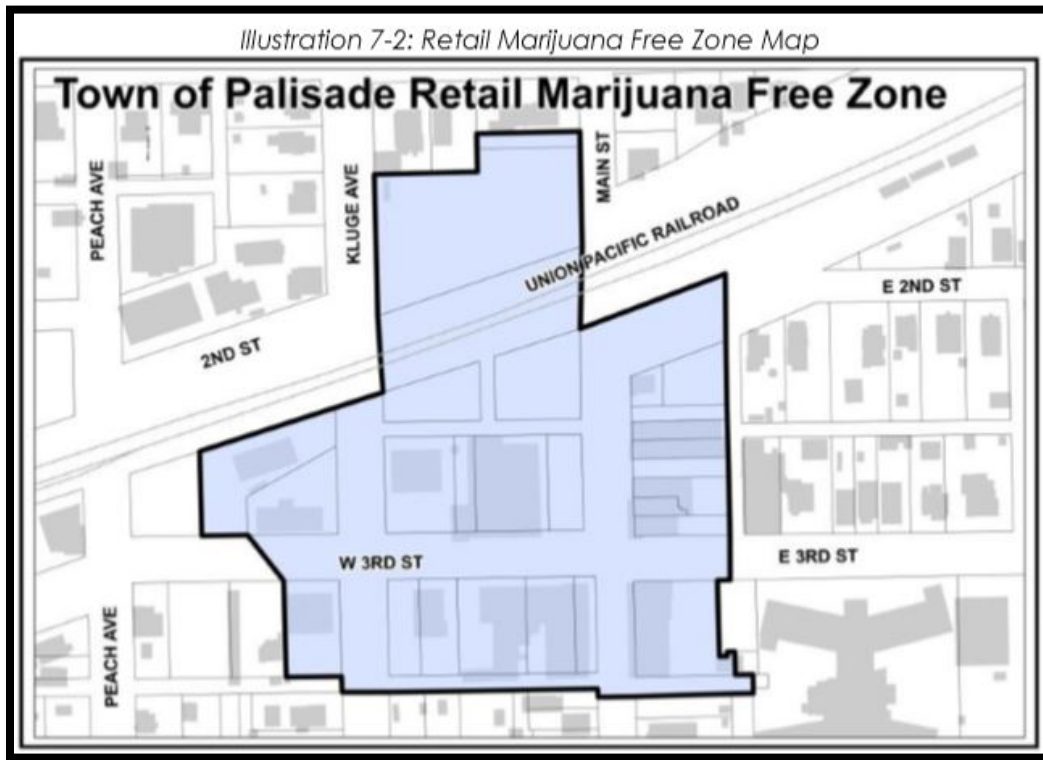 Illustration 7-2: Retail Marijuana Free Zone Map
Town of Palisade Retail Marijuana Free Zone
PEACH AVE
KLUGE AVE
MAIN ST
UNION PACIFIC RAILROAD
E 2ND ST
2ND ST
W 3RD ST
E 3RD ST
PEACH AVE